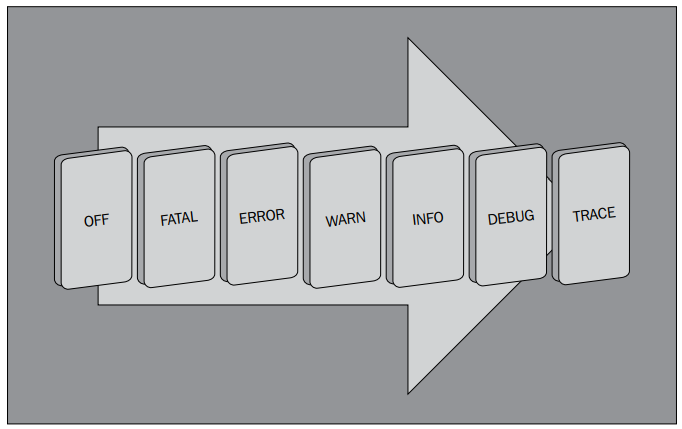 OFF
FATAL
ERROR
WARN
INFO
DEBUG
TRACE